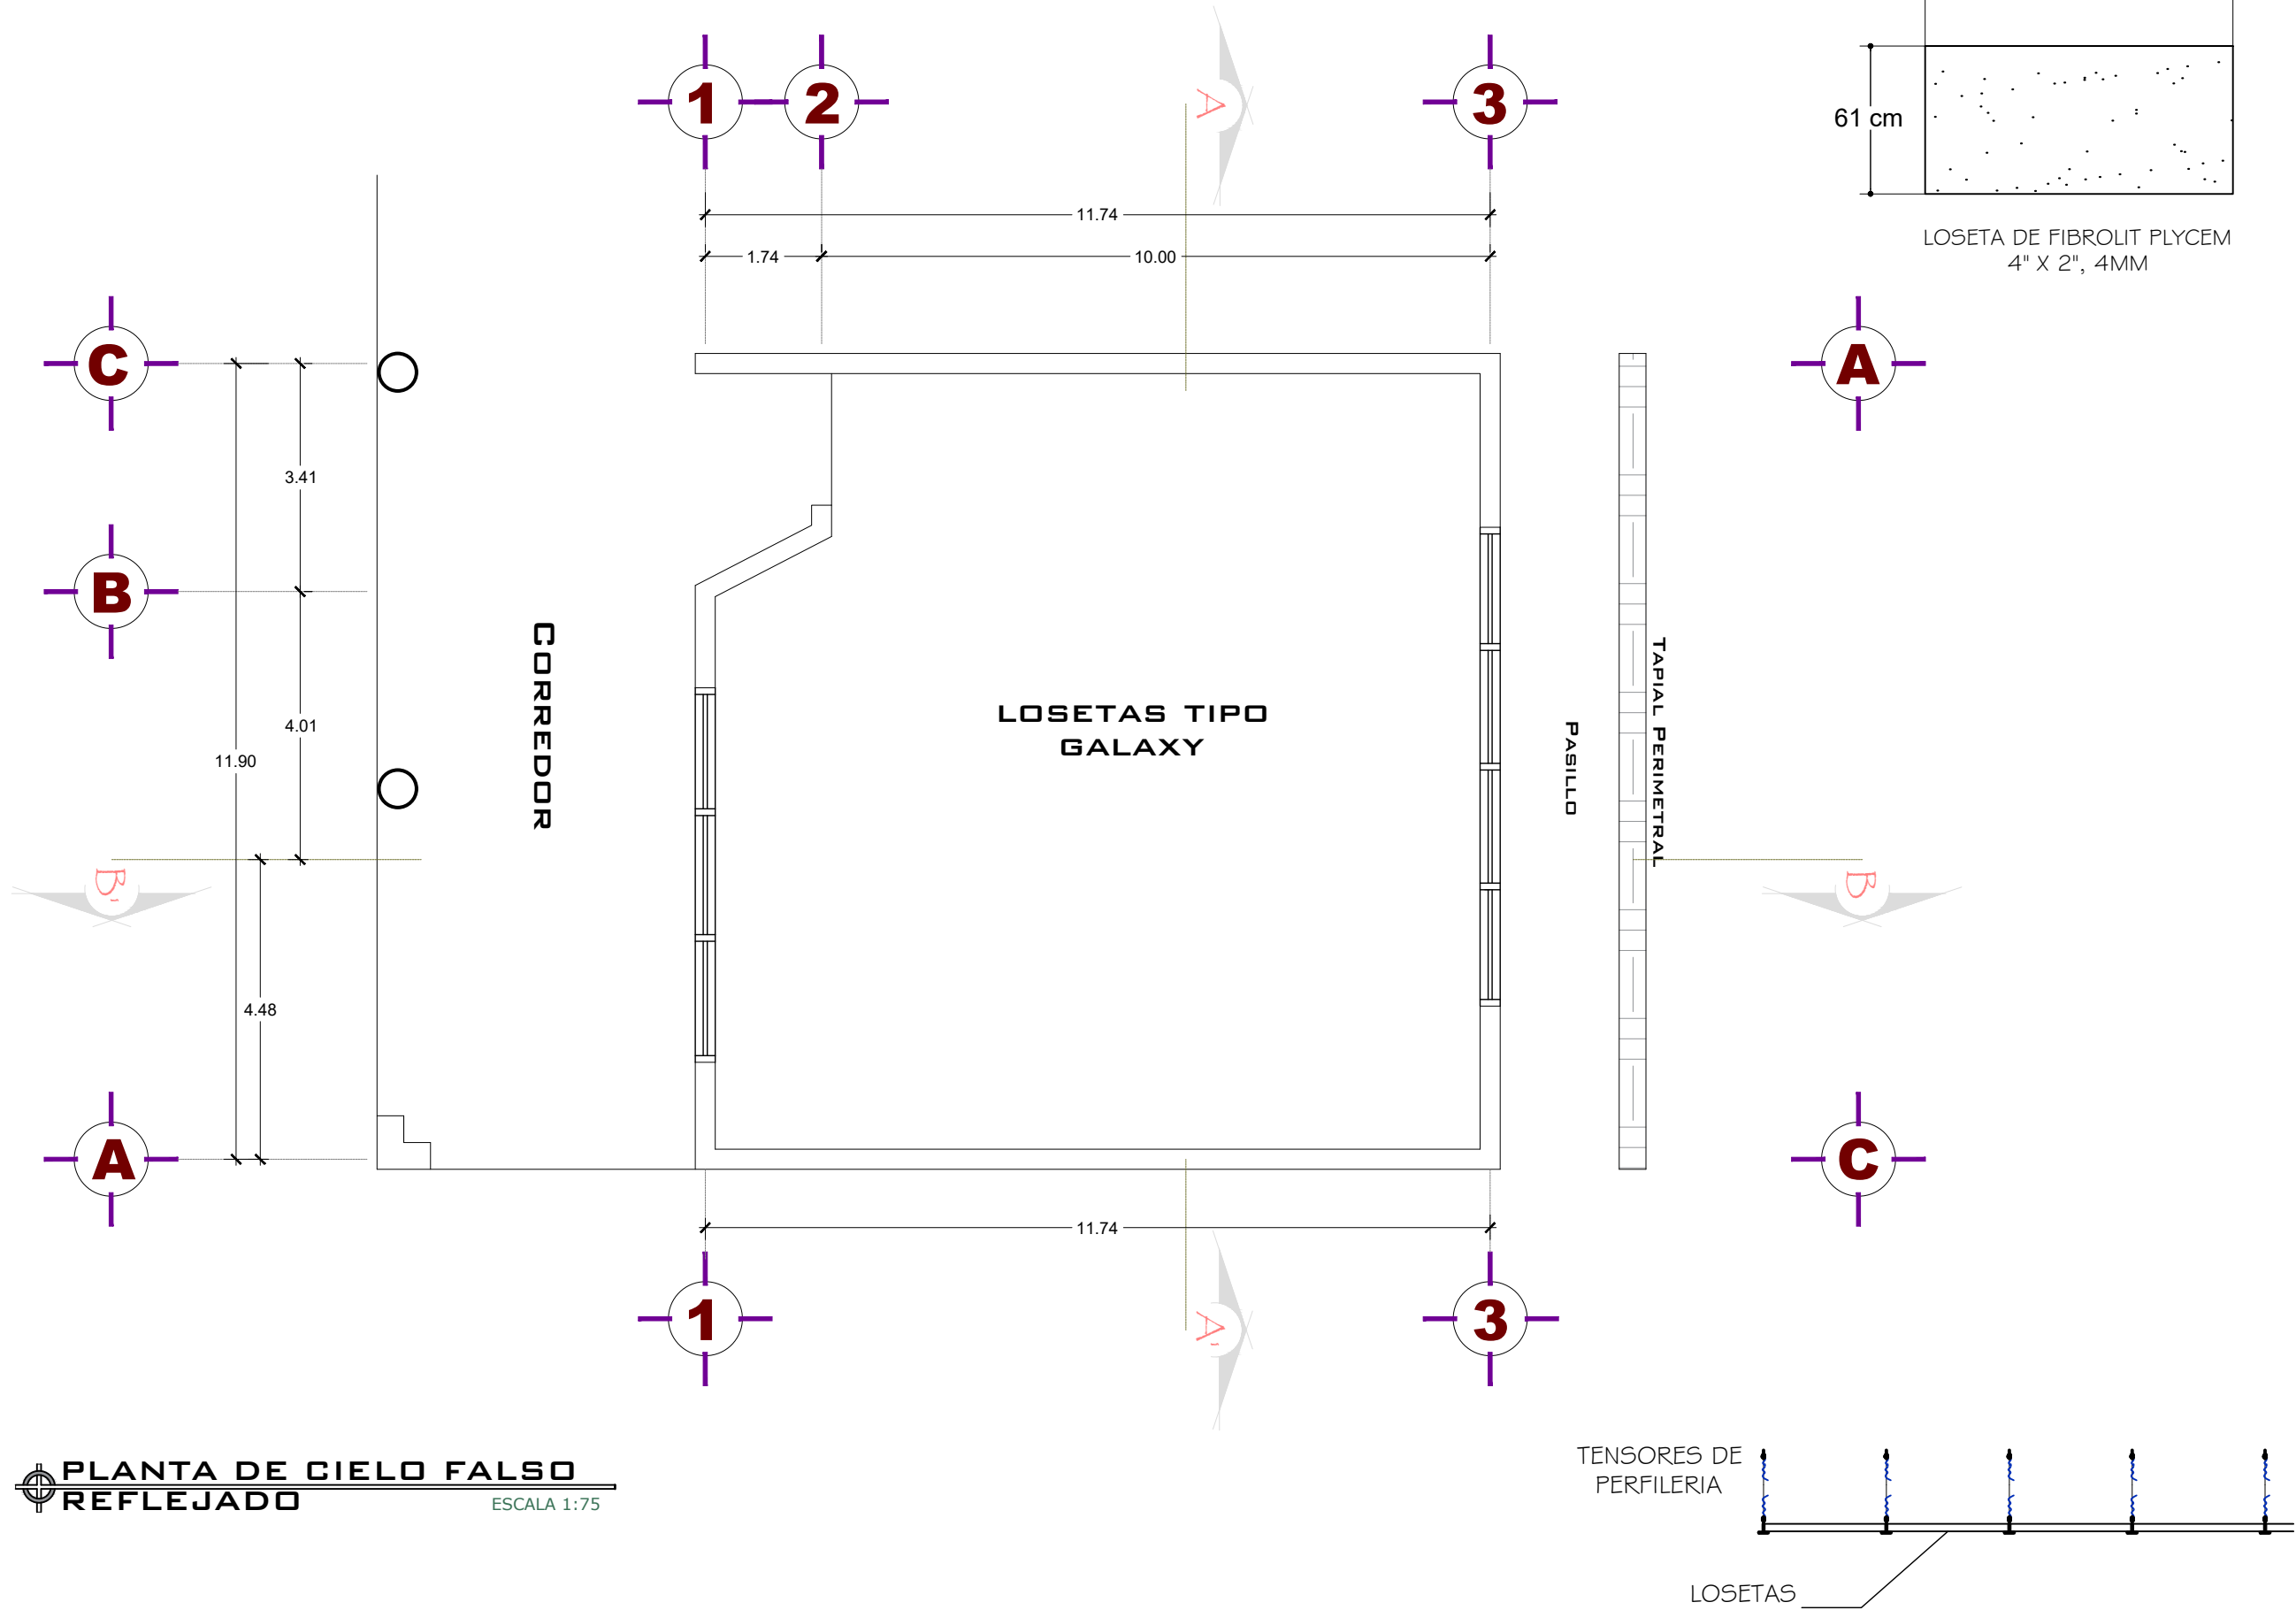 1
2
3
A
11.74
1.74
10.00
61 cm
LOSETA DE FIBROLIT PLYCEM
4" X 2", 4MM
C
A
3.41
B
CORREDOR
4.01
11.90
LOSETAS TIPO
GALAXY
PASILLO
TAPIAL PERIMETRAL
B'
B
4.48
A
C
11.74
1
3
A'
PLANTA DE CIELO FALSO
REFLEJADO
ESCALA 1:75
TENSORES DE
PERFILERIA
LOSETAS